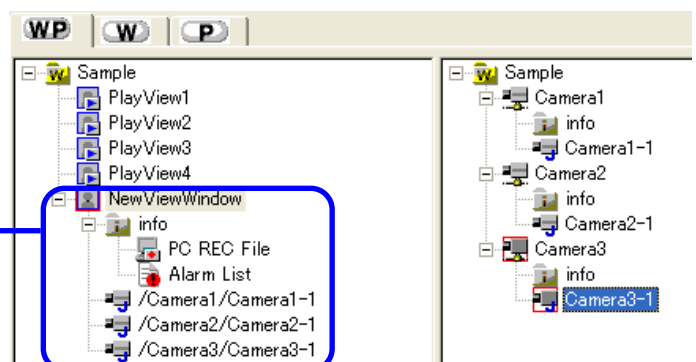 WP W P
Sample
PlayView1
PlayView2
PlayView3
PlayView4
NewViewWindow
info
PC REC File
Alarm List
/Camera1/Camera1-1
/Camera2/Camera2-1
/Camera3/Camera3-1
Sample
Camera1
info
Camera1-1
Camera2
info
Camera2-1
Camera3
info
Camera3-1